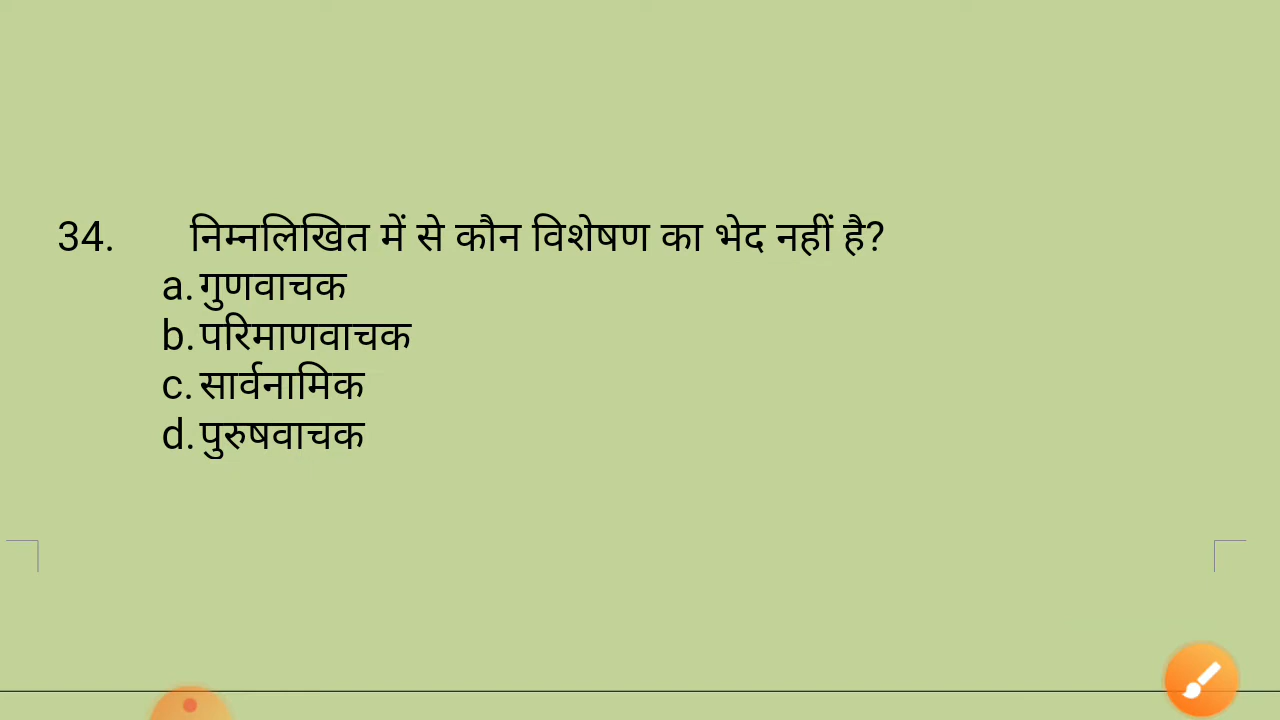 34. निम्नलिखित में से कौन विशेषण का भेद नहीं है?
a. गुणवाचक
b. परिमाणवाचक
c. सार्वनामिक
d. पुरुषवाचक